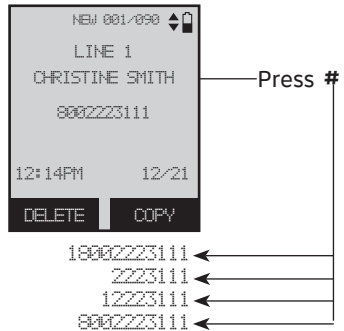 NEW 001/090
LINE 1
CHRISTINE SMITH
Press #
8002223111
12:14PM 12/21
DELETE COPY
18002223111
2223111
12223111
8002223111